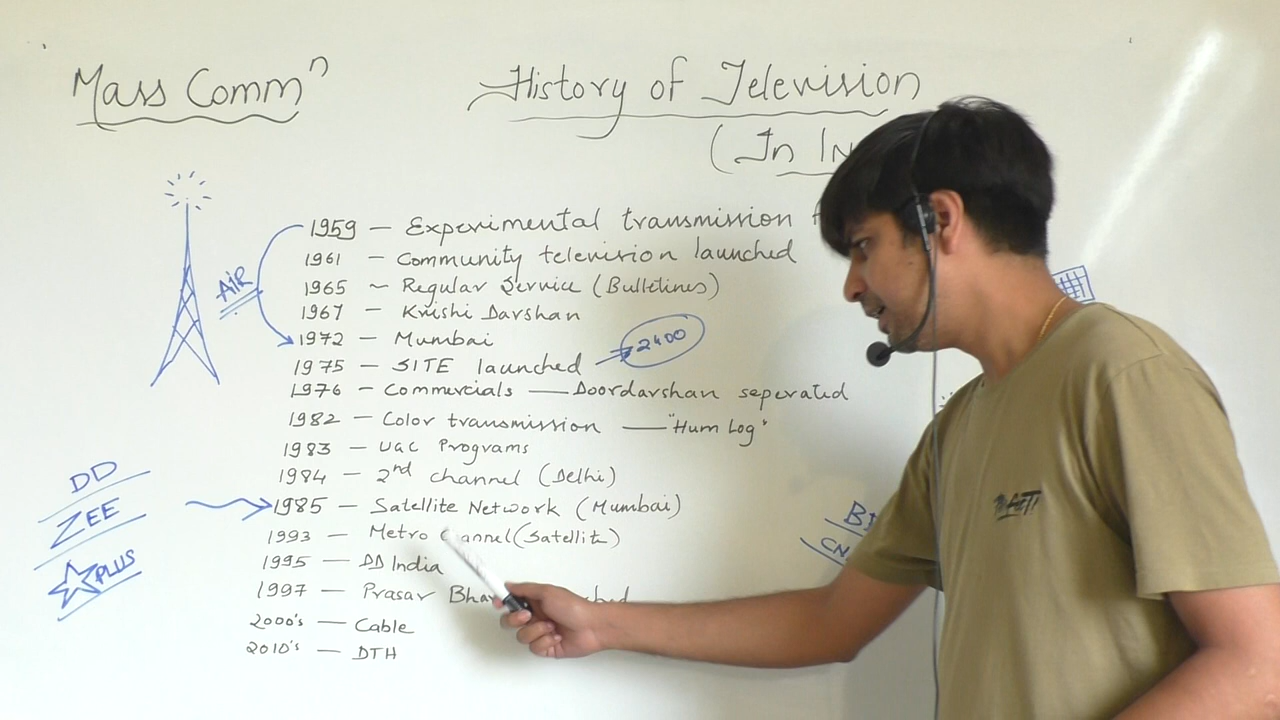 Mass Commⁿ
History of Television
(In In
1959 – Experimental transmission
1961 – Community television launched
1965 ~ Regular Service (Bulletines)
1967 – Krishi Darshan
AIR
1972 – Mumbai
1975 – SITE launched → 2400
1976 – Commercials — Doordarshan seperated
1982 – Color transmission — "Hum Log"
1983 – UGC Programs
1984 – 2nd channel (Delhi)
DD
ZEE
PLUS
1985 – Satellite Network (Mumbai)
1993 – Metro Channel (Satellite)
1995 – DD India
1997 – Prasar
2000's – Cable
2010's – DTH